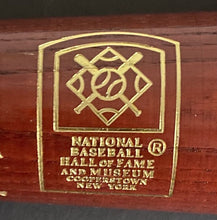 NATIONAL
BASEBALL ®
HALL OF FAME
AND MUSEUM
COOPERSTOWN
NEW YORK